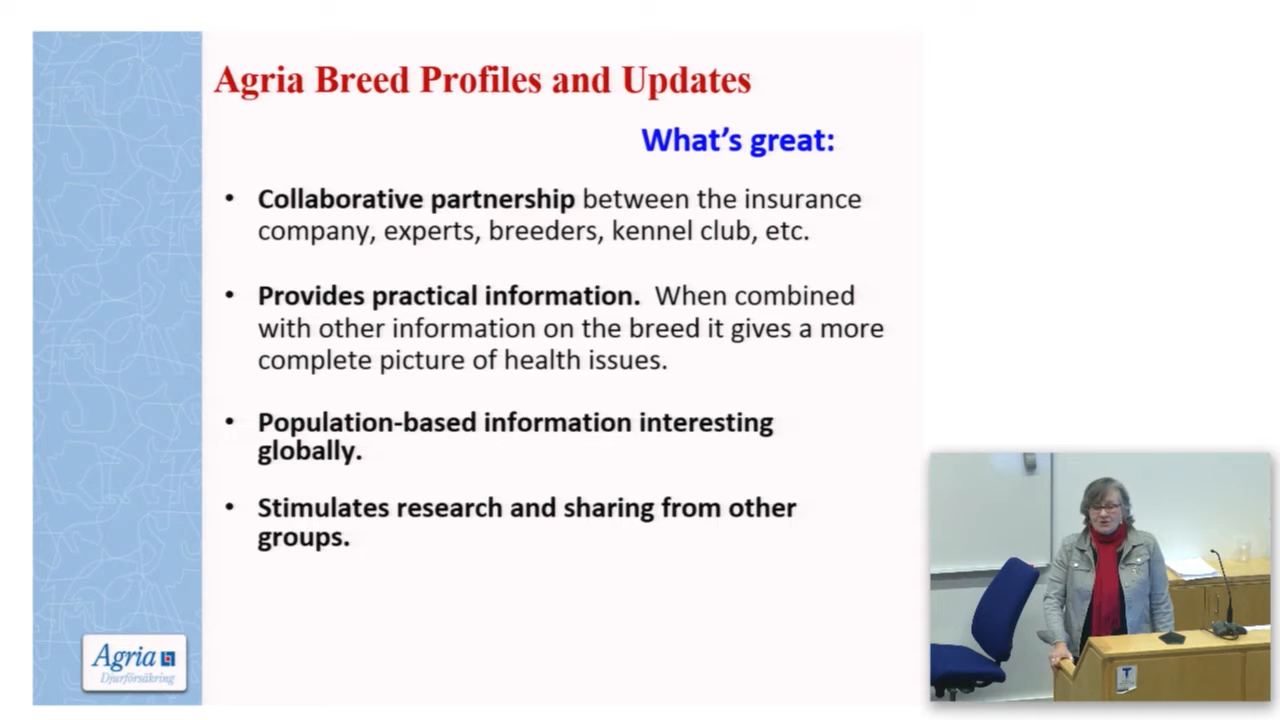 Agria Breed Profiles and Updates
What's great:
• Collaborative partnership between the insurance
company, experts, breeders, kennel club, etc.
• Provides practical information. When combined
with other information on the breed it gives a more
complete picture of health issues.
• Population-based information interesting
globally.
• Stimulates research and sharing from other
groups.
Agria
Djurförsäkring